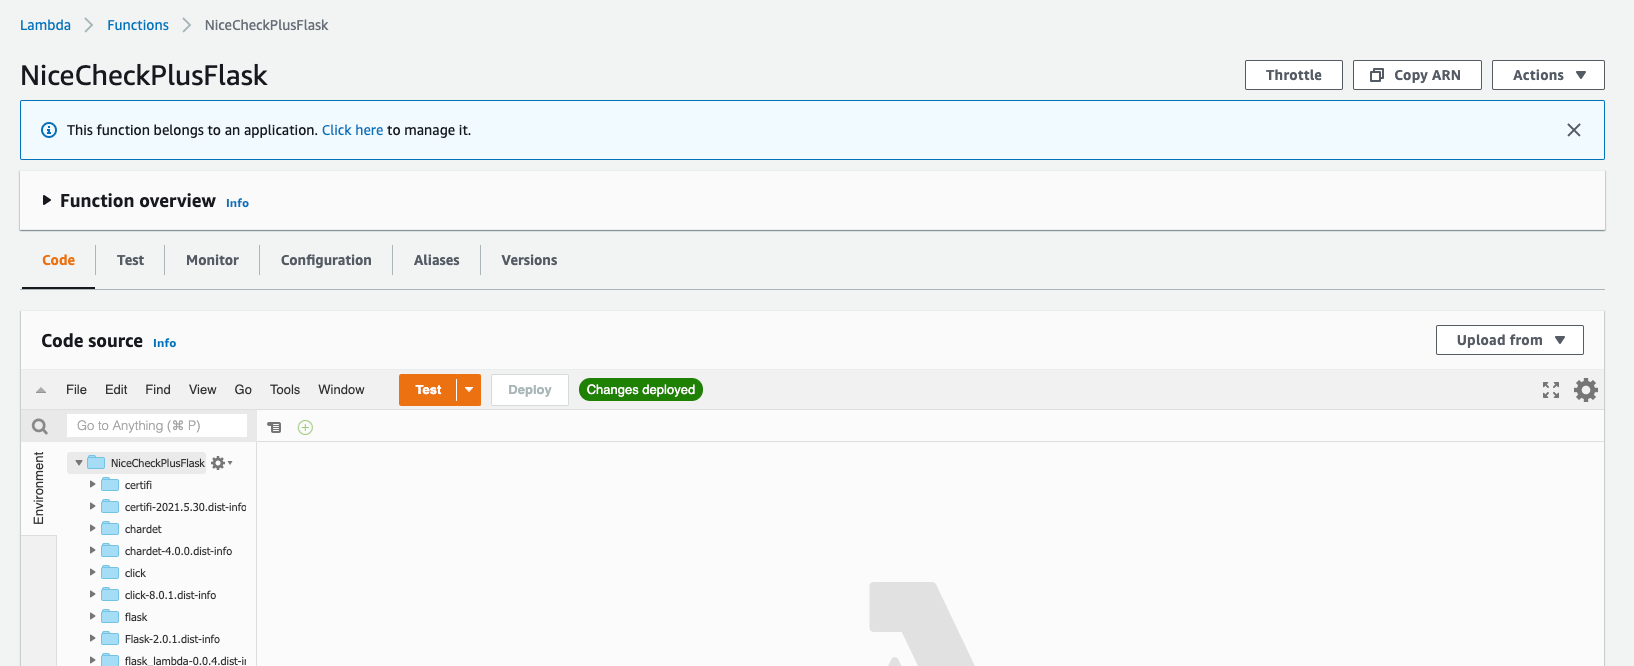 Lambda Functions NiceCheckPlusFlask
NiceCheckPlusFlask
Throttle
Copy ARN
Actions
This function belongs to an application. Click here to manage it.
Function overview Info
Code
Test
Monitor
Configuration
Aliases
Versions
Code source Info
Upload from
File Edit Find View Go Tools Window
Test
Deploy
Changes deployed
Go to Anything (⌘ P)
Environment
NiceCheckPlusFlask
certifi
certifi-2021.5.30.dist-info
chardet
chardet-4.0.0.dist-info
click
click-8.0.1.dist-info
flask
Flask-2.0.1.dist-info
flask_lambda-0.0.4.dist-i